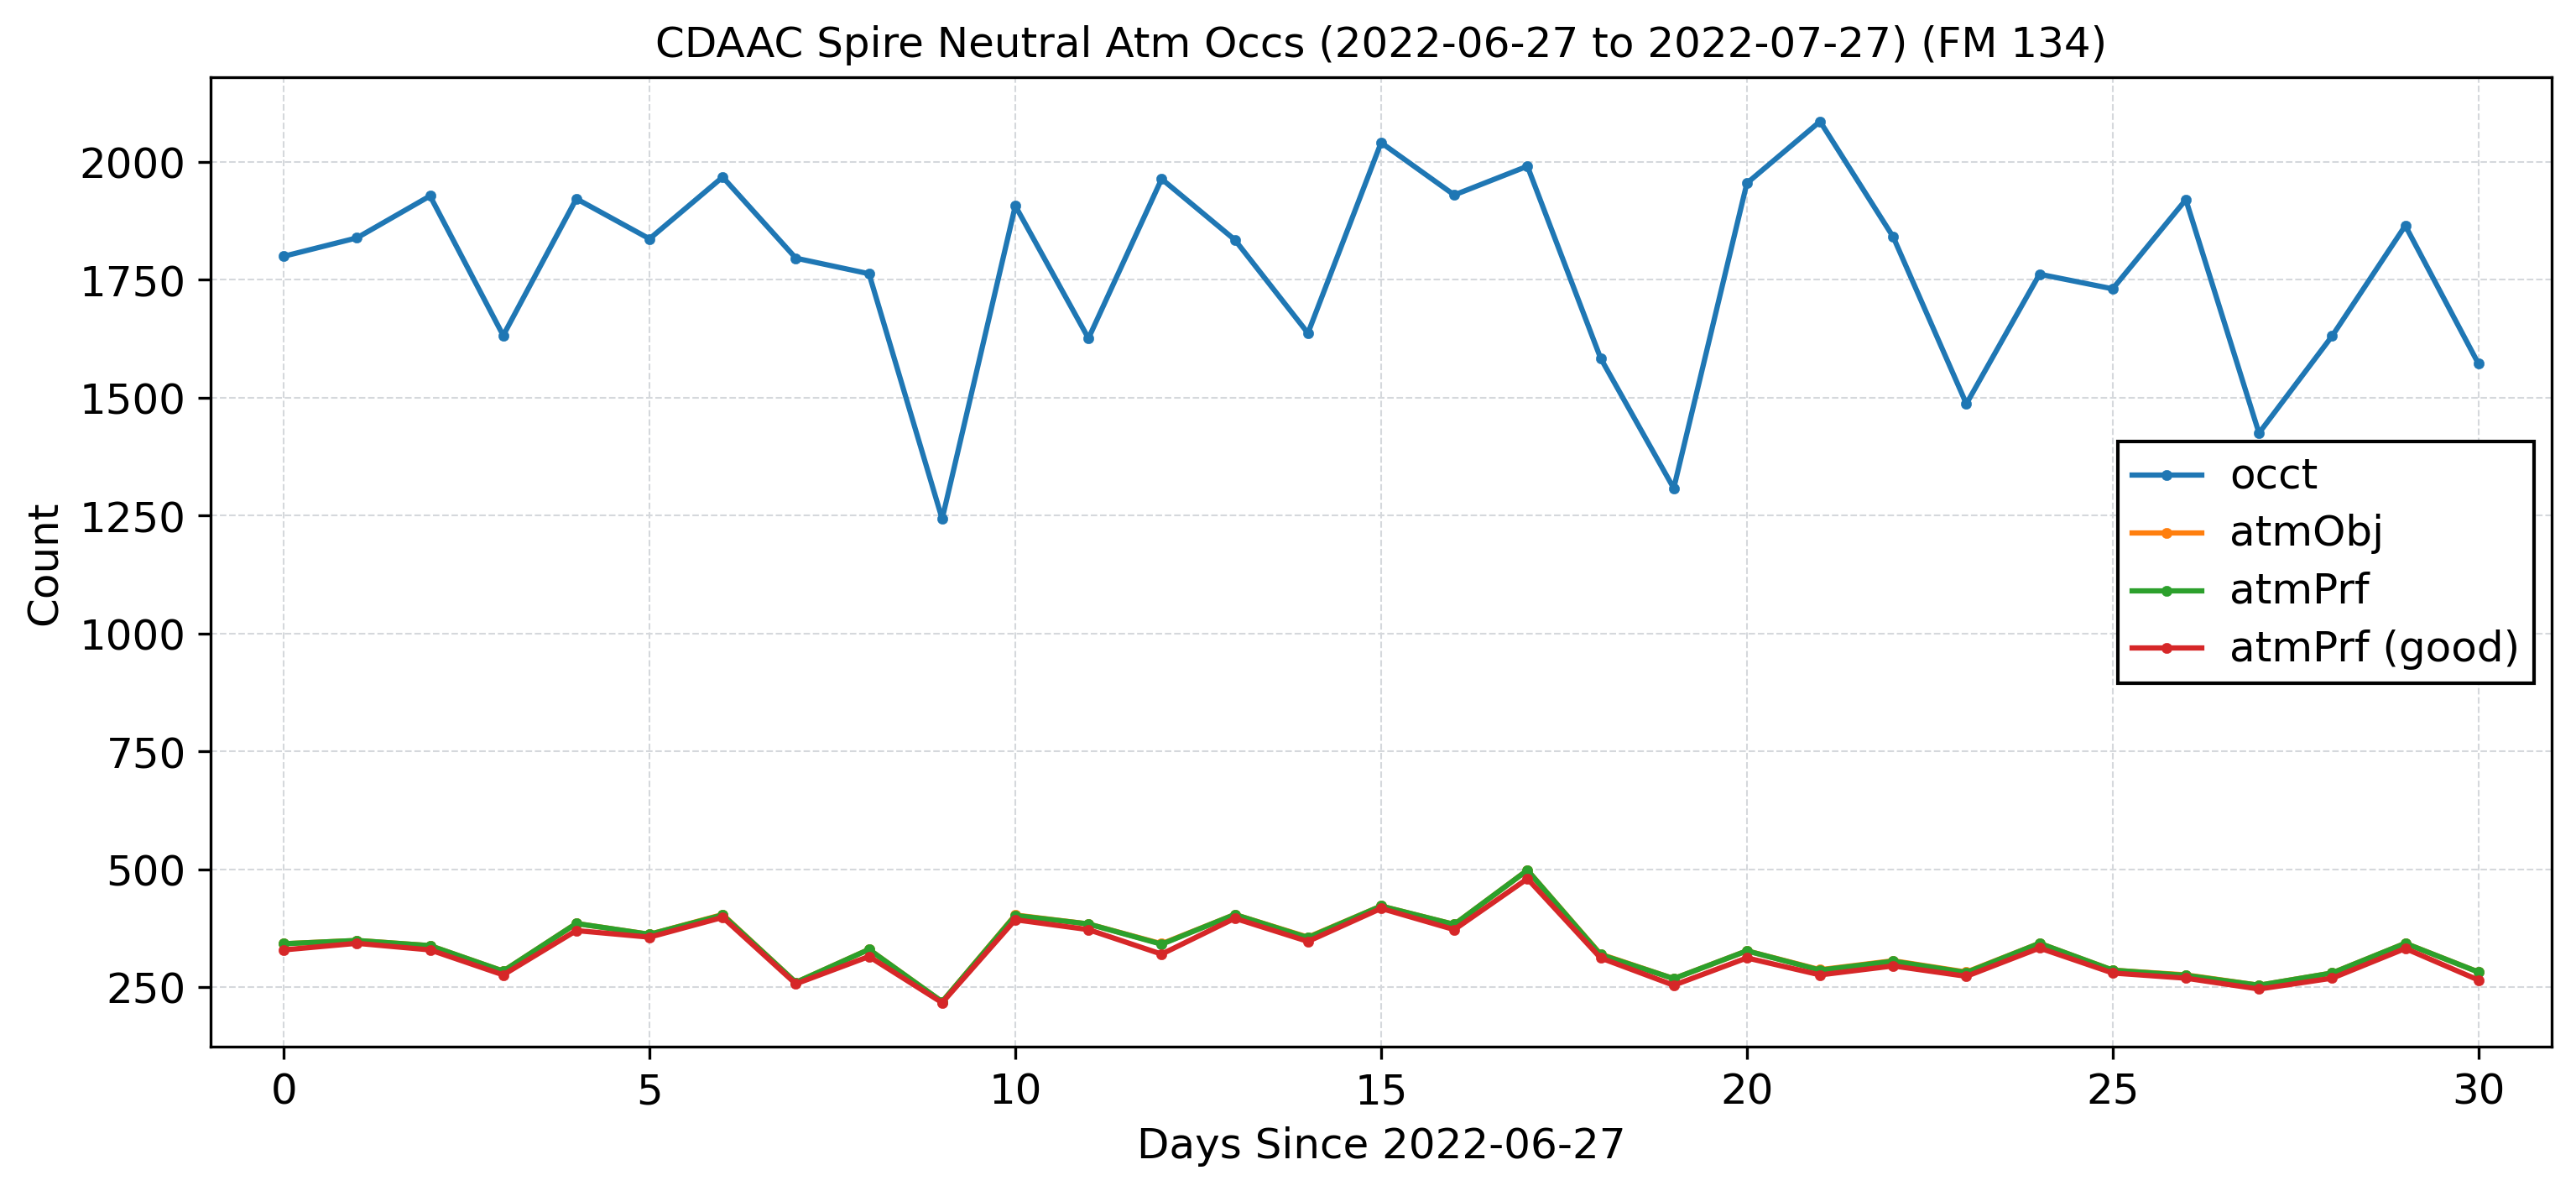 CDAAC Spire Neutral Atm Occs (2022-06-27 to 2022-07-27) (FM 134)
2000
1750
1500
1250
1000
750
500
250
Count
occt
atmObj
atmPrf
atmPrf (good)
0 5 10 15 20 25 30
Days Since 2022-06-27